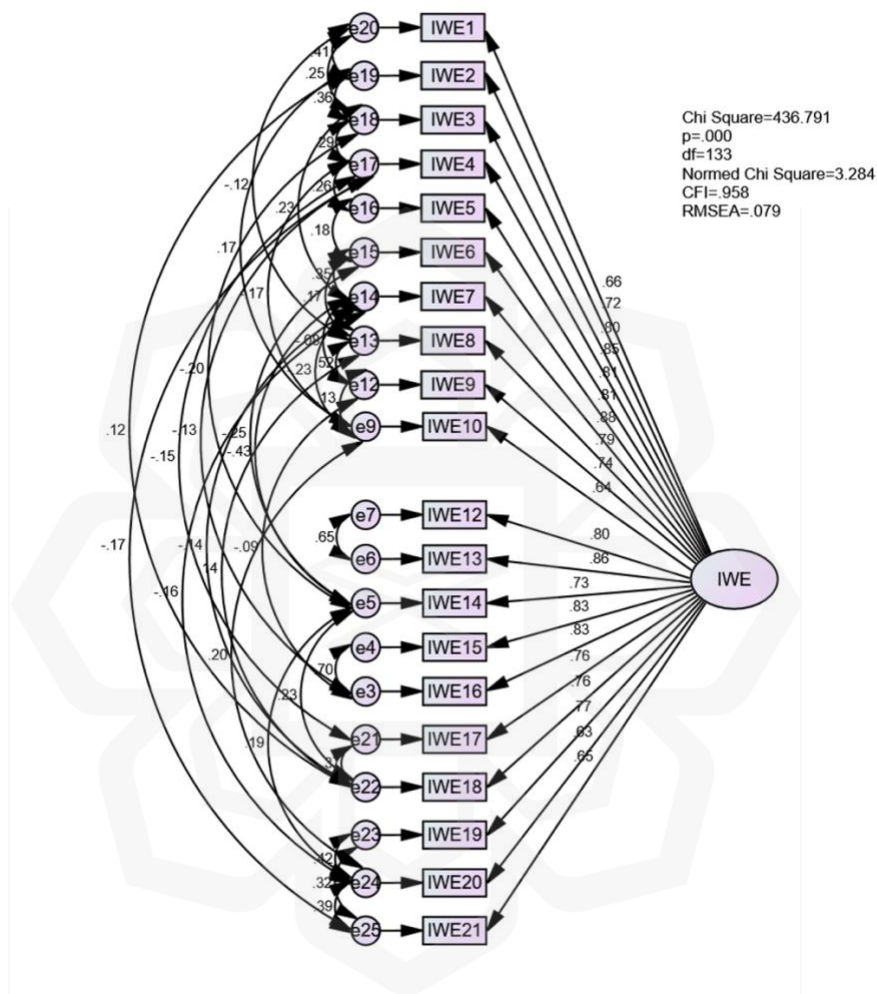 Chi Square=436.791
p=.000
df=133
Normed Chi Square=3.284
CFI=.958
RMSEA=.079
e20 IWE1
e19 IWE2
e18 IWE3
e17 IWE4
e16 IWE5
e15 IWE6
e14 IWE7
e13 IWE8
e12 IWE9
e9 IWE10
e7 IWE12
e6 IWE13
e5 IWE14
e4 IWE15
e3 IWE16
e21 IWE17
e22 IWE18
e23 IWE19
e24 IWE20
e25 IWE21
IWE
.66
.72
.80
.85
.81
.81
.88
.79
.74
.64
.80
.86
.73
.83
.83
.76
.76
.77
.63
.65
.41
.25
.36
.29
.26
-.12
.23
.18
.17
.35
.17
-.17
.52
-.20
.23
.13
.12
-.13
-.25
-.43
-.15
.65
-.17
-.14
-.09
.14
-.16
.20
.70
.23
.19
.42
.32
.39